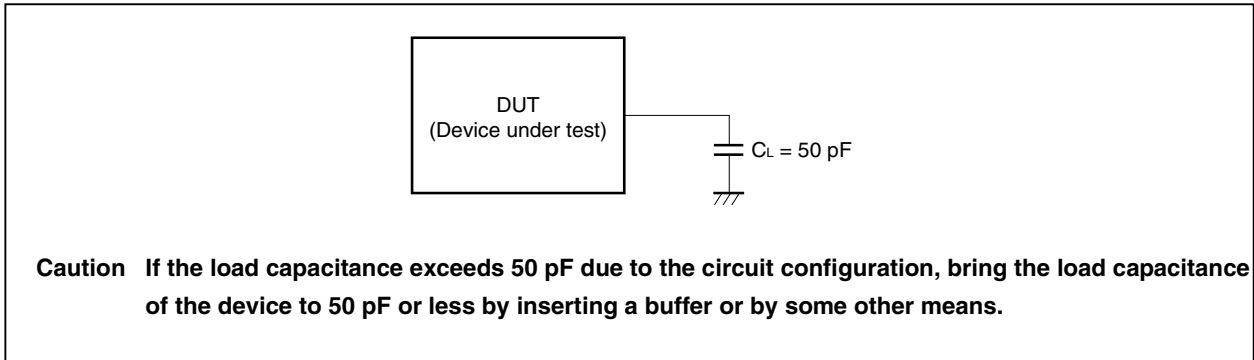 DUT
(Device under test)
CL = 50 pF
Caution If the load capacitance exceeds 50 pF due to the circuit configuration, bring the load capacitance
of the device to 50 pF or less by inserting a buffer or by some other means.